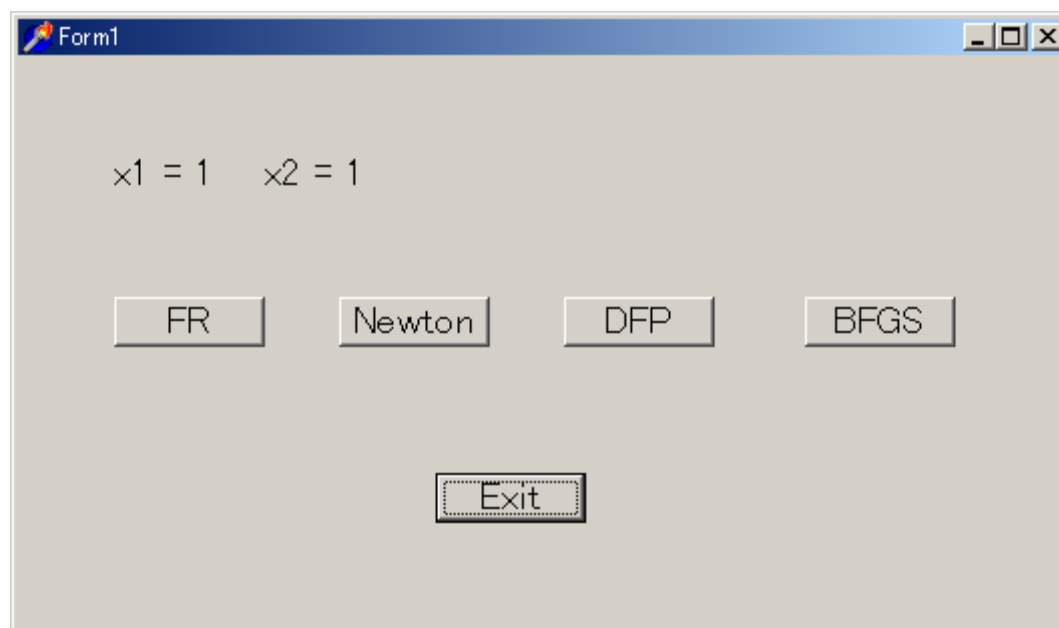 Form1
x1 = 1 x2 = 1
FR Newton DFP BFGS
Exit